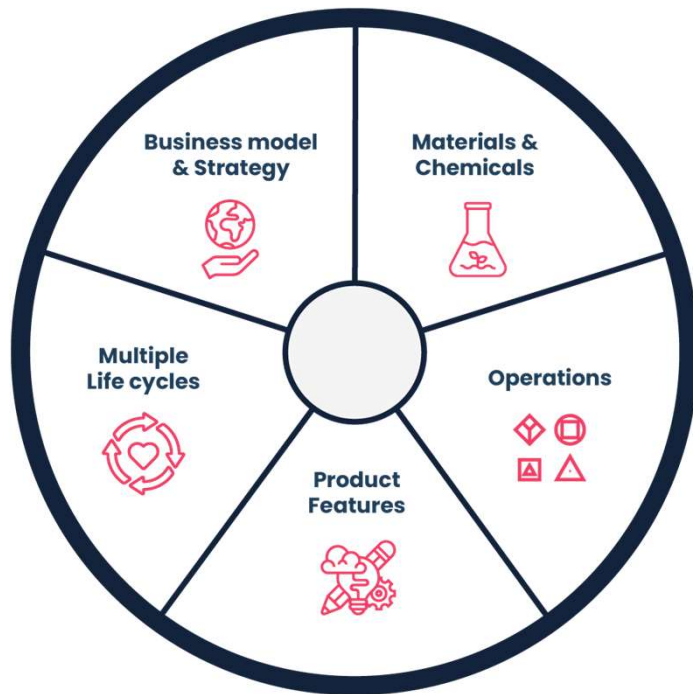 Business model
& Strategy
Materials &
Chemicals
Multiple
Life cycles
Operations
Product
Features